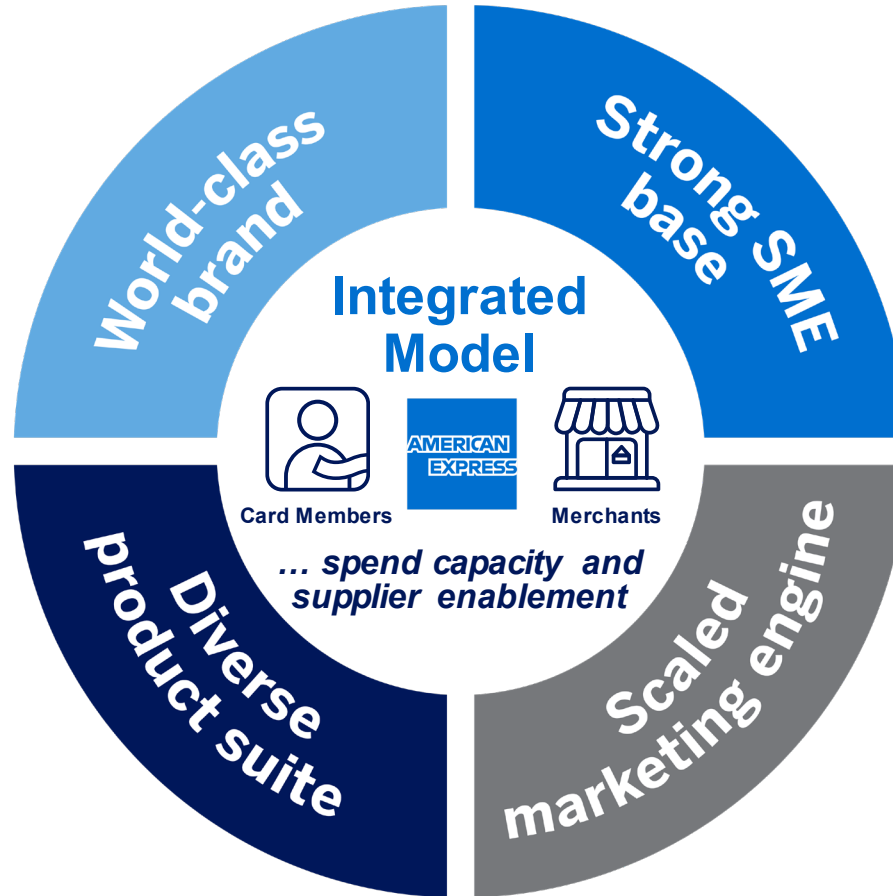 World-class
brand
Strong SME
base
Integrated
Model
AMERICAN
EXPRESS
Card Members
Merchants
... spend capacity and
supplier enablement
Diverse
product suite
Scaled
marketing engine